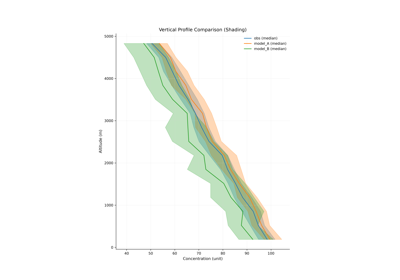 Vertical Profile Comparison (Shading)
obs (median)
model_A (median)
model_B (median)
5000
4000
3000
2000
1000
0
Altitude (m)
40 50 60 70 80 90 100
Concentration (unit)